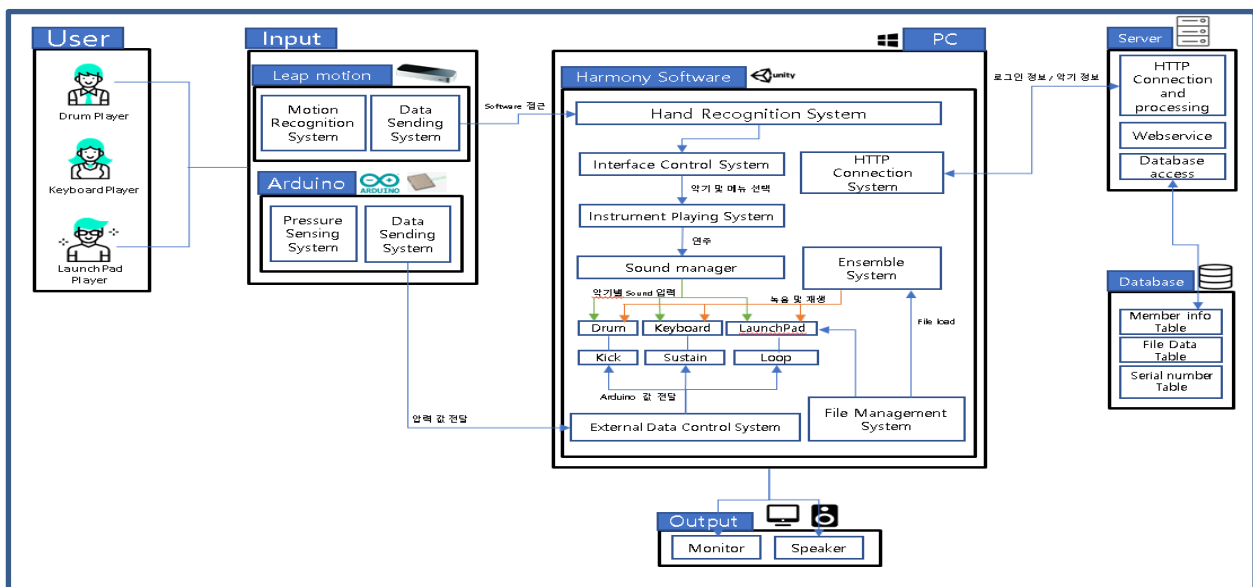 User
Drum Player
Keyboard Player
LaunchPad
Player
Input
Leap motion
Motion
Recognition
System
Data
Sending
System
Arduino
ARDUINO
Pressure
Sensing
System
Data
Sending
System
Software 접근
압력 값 전달
PC
Harmony Software
unity
Hand Recognition System
Interface Control System
악기 및 메뉴 선택
Instrument Playing System
연주
Sound manager
악기별 Sound 입력
녹음 및 재생
HTTP
Connection
System
Ensemble
System
File load
Drum
Keyboard
LaunchPad
Kick
Sustain
Loop
Arduino 값 전달
External Data Control System
File Management
System
로그인 정보 / 악기 정보
Server
HTTP
Connection
and
processing
Webservice
Database
access
Database
Member info
Table
File Data
Table
Serial number
Table
Output
Monitor
Speaker